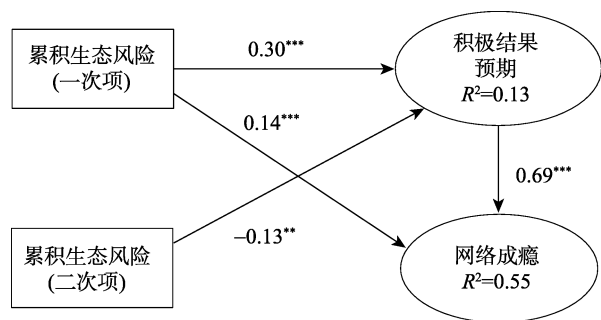 累积生态风险
(一次项)
0.30***
积极结果
预期
R²=0.13
0.14***
0.69***
−0.13**
累积生态风险
(二次项)
网络成瘾
R²=0.55